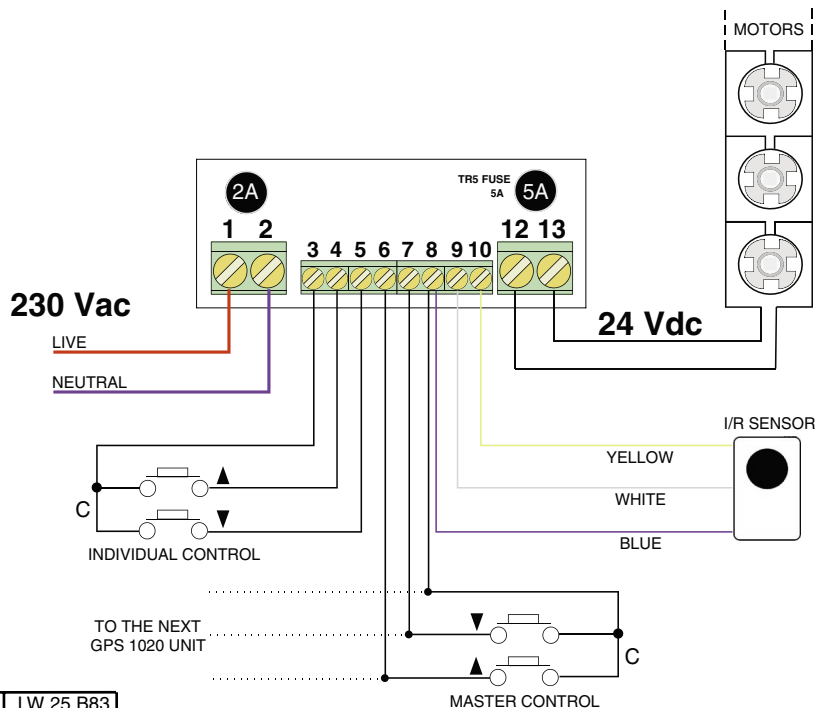 MOTORS
2A
TR5 FUSE
5A
5A
1 2
3 4 5 6 7 8 9 10
12 13
230 Vac
24 Vdc
LIVE
NEUTRAL
I/R SENSOR
YELLOW
WHITE
BLUE
C
INDIVIDUAL CONTROL
TO THE NEXT
GPS 1020 UNIT
C
MASTER CONTROL
LW 25 B83